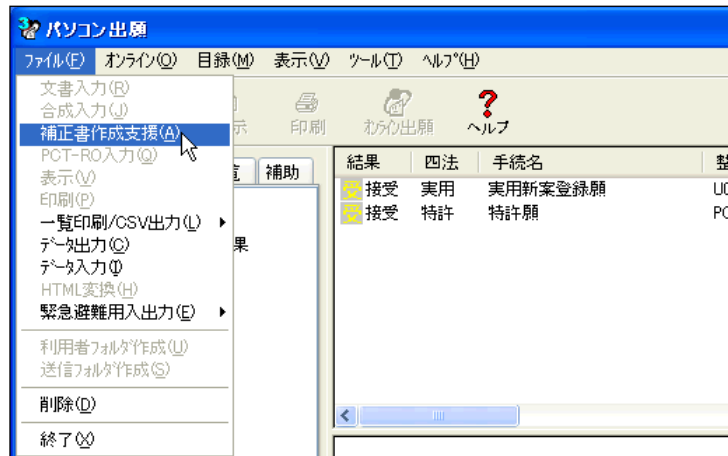 パソコン出願
ファイル(F) オンライン(O) 目録(M) 表示(V) ツール(T) ヘルプ(H)
文書入力(R)
合成入力(J)
補正書作成支援(A)
PCT-RO入力(Q)
表示(V)
印刷(P)
一覧印刷/CSV出力(L)
データ出力(C)
データ入力(I)
HTML変換(H)
緊急避難用入出力(E)
利用者フォルダ作成(U)
送信フォルダ作成(S)
削除(D)
終了(X)
示 印刷 オンライン出願 ヘルプ
補助
果
結果 四法 手続名 整
受 接受 実用 実用新案登録願 U0
受 接受 特許 特許願 PC